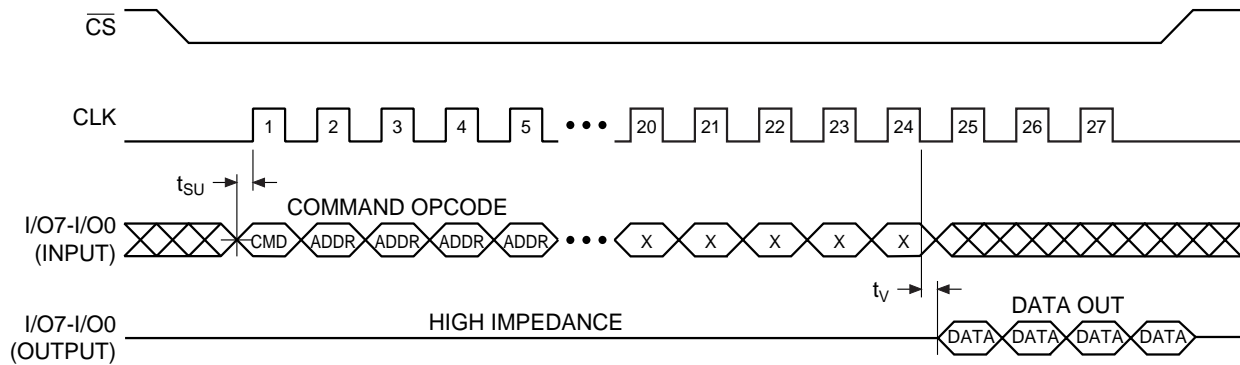 CS
CLK
1 2 3 4 5 ••• 20 21 22 23 24 25 26 27
tSU
COMMAND OPCODE
I/O7-I/O0
(INPUT)
CMD ADDR ADDR ADDR ADDR ••• X X X X X
tV
I/O7-I/O0
(OUTPUT)
HIGH IMPEDANCE
DATA OUT
DATA DATA DATA DATA